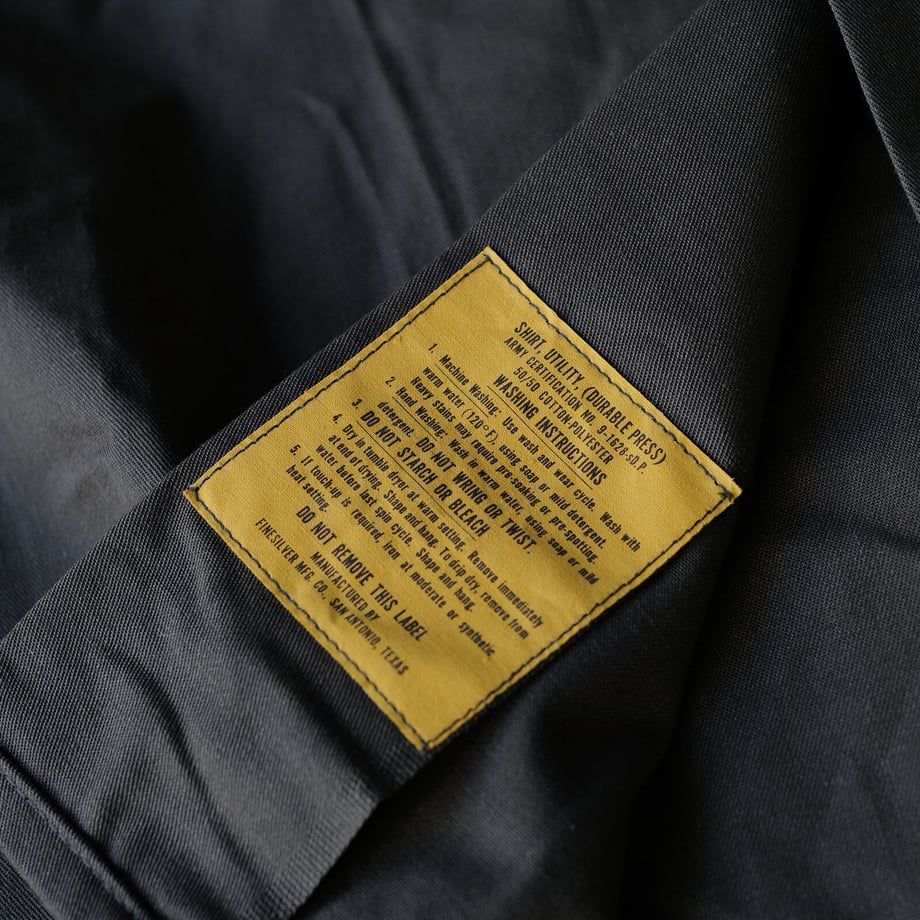 SHIRT, UTILITY, (DURABLE PRESS)
ARMY CERTIFICATION NO. 9-1628-SD.P.
50/50 COTTON-POLYESTER
WASHING INSTRUCTIONS
1. Machine Washing: Use wash and wear cycle. Wash with
warm water (120°F), using soap or mild detergent.
Heavy stains may require pre-soaking or pre-spotting.
2. Hand Washing: Wash in warm water, using soap or mild
detergent. DO NOT WRING OR TWIST.
3. DO NOT STARCH OR BLEACH
4. Dry in tumble dryer at warm setting. Remove immediately
at end or drying. Shape and hang. To drip dry, remove from
water before last spin cycle. Shape and hang.
5. If touch-up is required, iron at moderate or synthetic
heat setting.
DO NOT REMOVE THIS LABEL
MANUFACTURED BY
FINESILVER MFG. CO., SAN ANTONIO, TEXAS